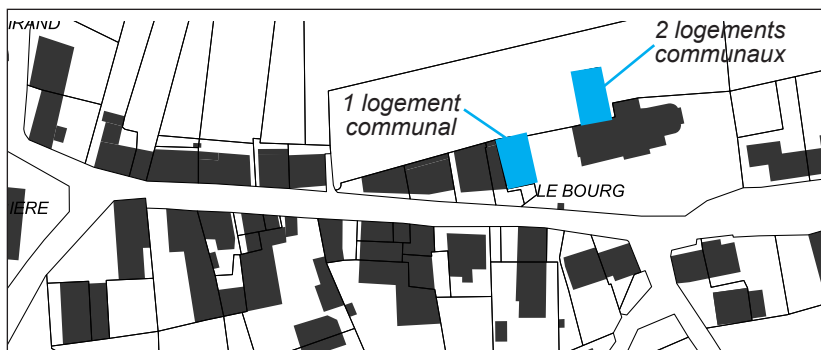 IRAND
2 logements
communaux
1 logement
communal
LE BOURG
IERE